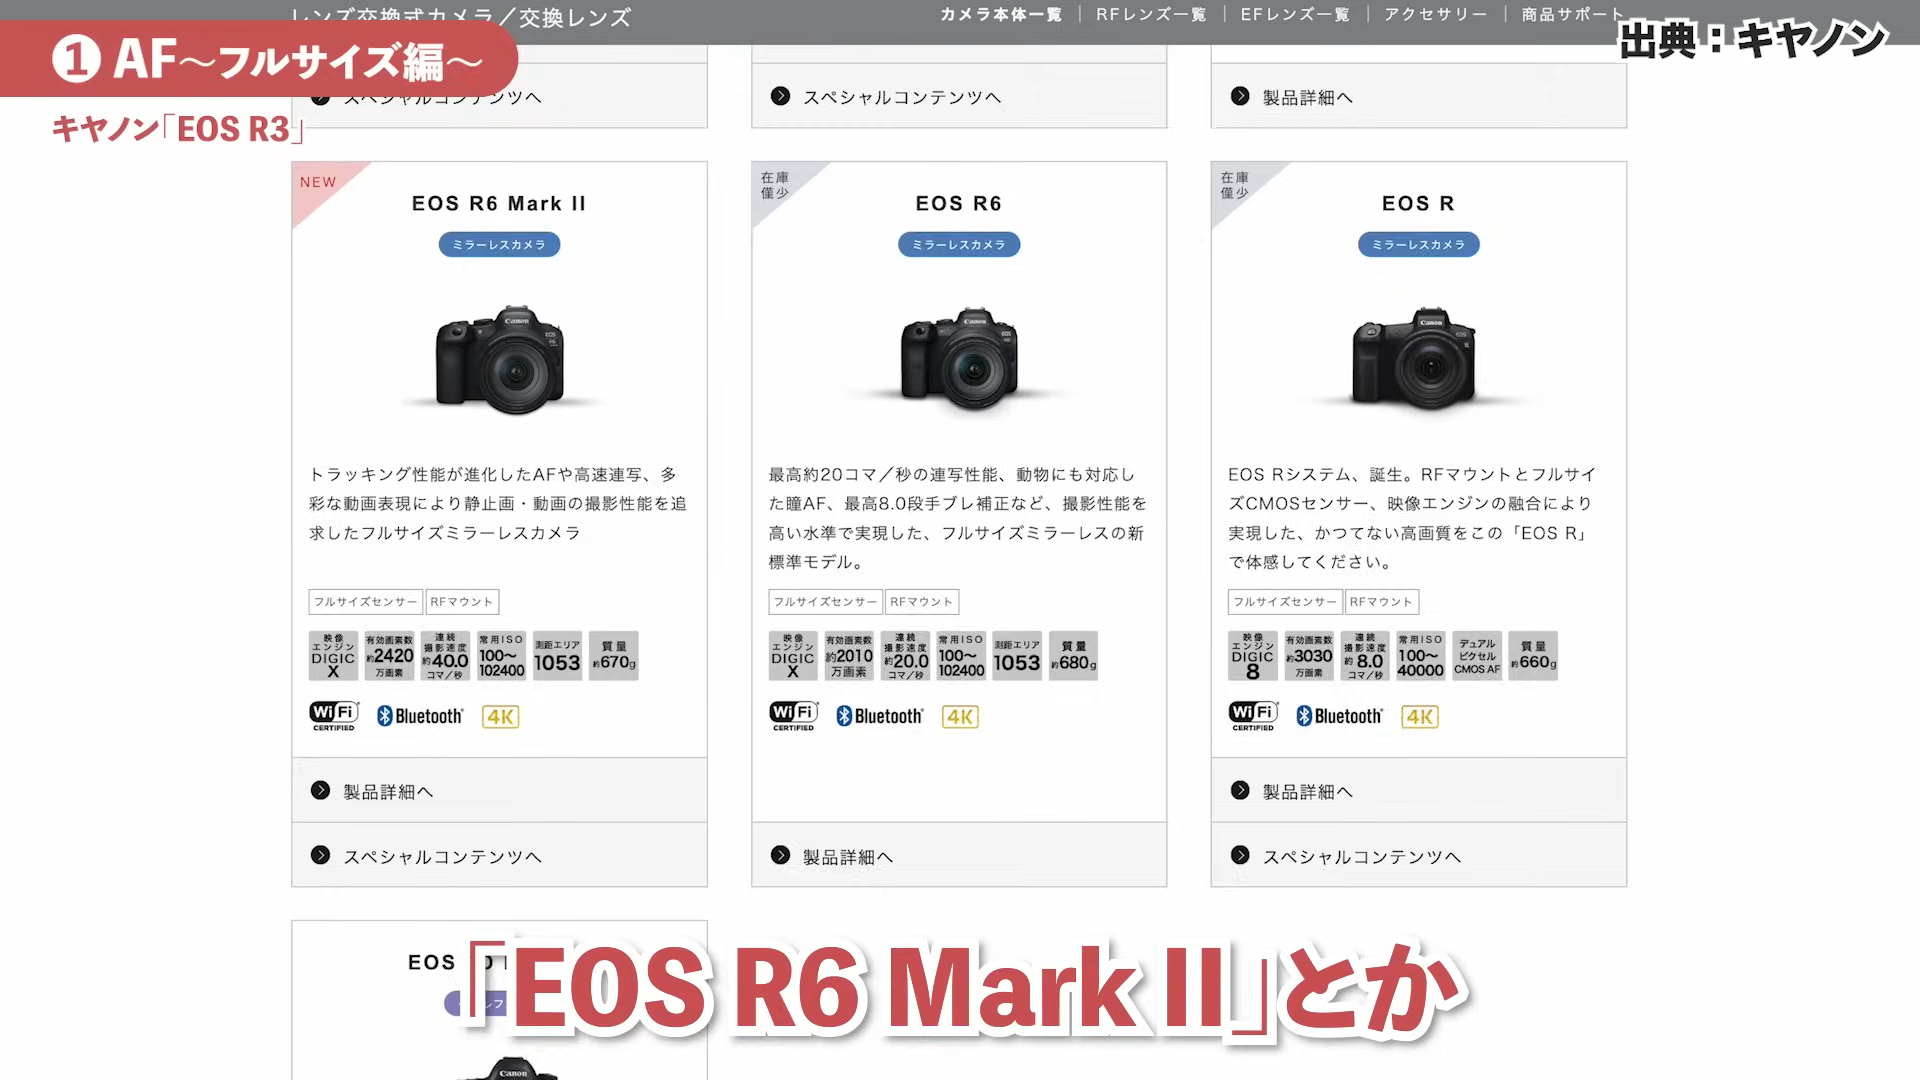 レンズ交換式カメラ／交換レンズ
カメラ本体一覧
RFレンズ一覧
EFレンズ一覧
アクセサリー
商品サポート
出典：キヤノン
❶ AF～フルサイズ編～
キヤノン「EOS R3」
スペシャルコンテンツへ
スペシャルコンテンツへ
製品詳細へ
NEW
EOS R6 Mark II
ミラーレスカメラ
トラッキング性能が進化したAFや高速連写、多
彩な動画表現により静止画・動画の撮影性能を追
求したフルサイズミラーレスカメラ
フルサイズセンサー RFマウント
映像エンジン DIGIC X
有効画素数 約2420万画素
連続撮影速度 約40.0コマ／秒
常用ISO 100～102400
測距エリア 1053
質量 約670g
Wi Fi CERTIFIED
Bluetooth
4K
製品詳細へ
スペシャルコンテンツへ
在庫
僅少
EOS R6
ミラーレスカメラ
Canon
最高約20コマ／秒の連写性能、動物にも対応し
た瞳AF、最高8.0段手ブレ補正など、撮影性能を
高い水準で実現した、フルサイズミラーレスの新
標準モデル。
フルサイズセンサー RFマウント
映像エンジン DIGIC X
有効画素数 約2010万画素
連続撮影速度 約20.0コマ／秒
常用ISO 100～102400
測距エリア 1053
質量 約680g
Wi Fi CERTIFIED
Bluetooth
4K
製品詳細へ
在庫
僅少
EOS R
ミラーレスカメラ
Canon
EOS Rシステム、誕生。RFマウントとフルサイ
ズCMOSセンサー、映像エンジンの融合により
実現した、かつてない高画質をこの「EOS R」
で体感してください。
フルサイズセンサー RFマウント
映像エンジン DIGIC 8
有効画素数 約3030万画素
連続撮影速度 約8.0コマ／秒
常用ISO 100～40000
デュアルピクセル CMOS AF
質量 約660g
Wi Fi CERTIFIED
Bluetooth
4K
製品詳細へ
スペシャルコンテンツへ
EOS
Canon
「EOS R6 Mark II」とか